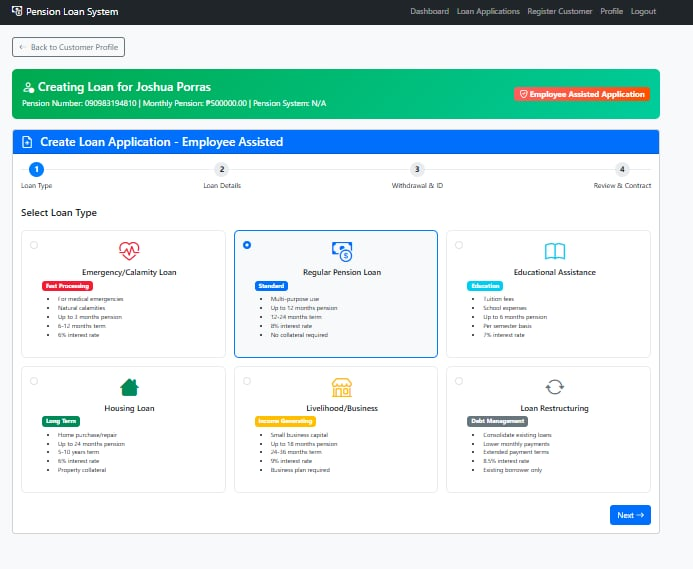 Pension Loan System
Dashboard Loan Applications Register Customer Profile Logout
← Back to Customer Profile
Creating Loan for Joshua Porras
Pension Number: 090983194810 | Monthly Pension: ₱500000.00 | Pension System: N/A
Employee Assisted Application
Create Loan Application - Employee Assisted
1 2 3 4
Loan Type Loan Details Withdrawal & ID Review & Contract
Select Loan Type
Emergency/Calamity Loan
Fast Processing
For medical emergencies
Natural calamities
Up to 3 months pension
6-12 months term
6% interest rate
Regular Pension Loan
Standard
Multi-purpose use
Up to 12 months pension
12-24 months term
8% interest rate
No collateral required
Educational Assistance
Education
Tuition fees
School expenses
Up to 6 months pension
Per semester basis
7% interest rate
Housing Loan
Long Term
Home purchase/repair
Up to 24 months pension
5-10 years term
6% interest rate
Property collateral
Livelihood/Business
Income Generating
Small business capital
Up to 18 months pension
24-36 months term
9% interest rate
Business plan required
Loan Restructuring
Debt Management
Consolidate existing loans
Lower monthly payments
Extended payment terms
8.5% interest rate
Existing borrower only
Next →